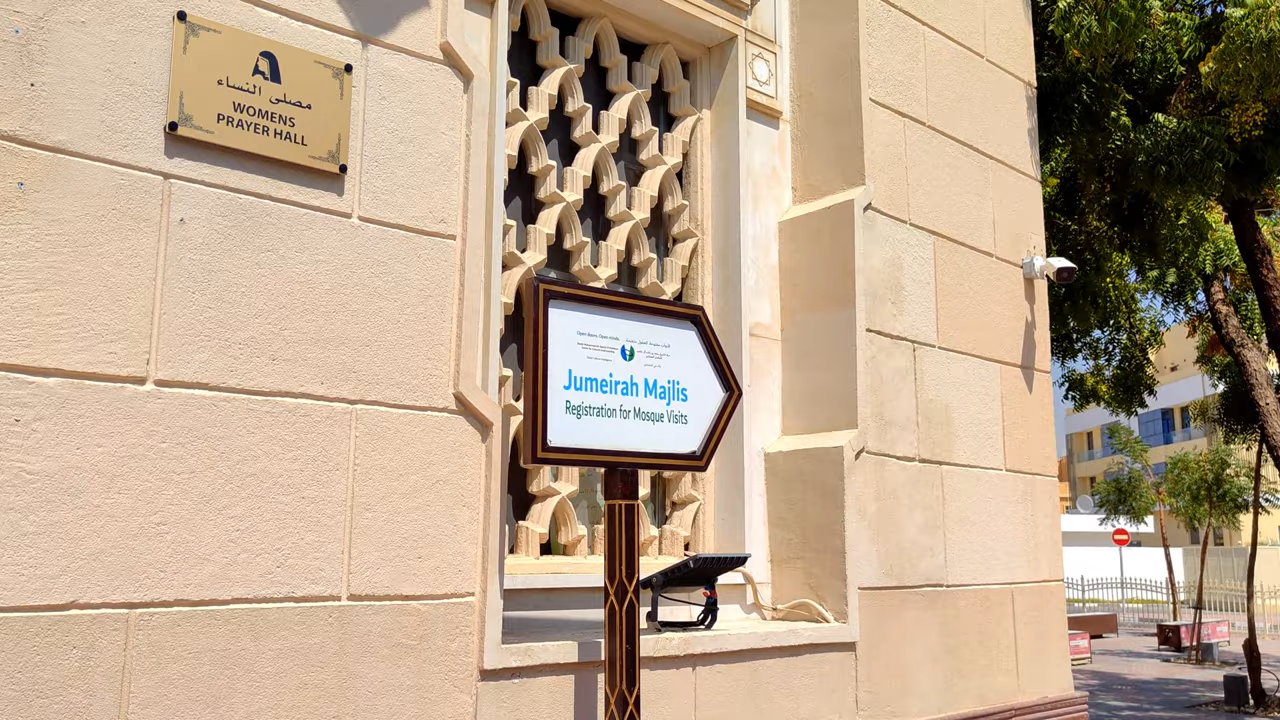 مصلى النساء
WOMENS
PRAYER HALL
Open doors. Open minds.
Jumeirah Majlis
Registration for Mosque Visits